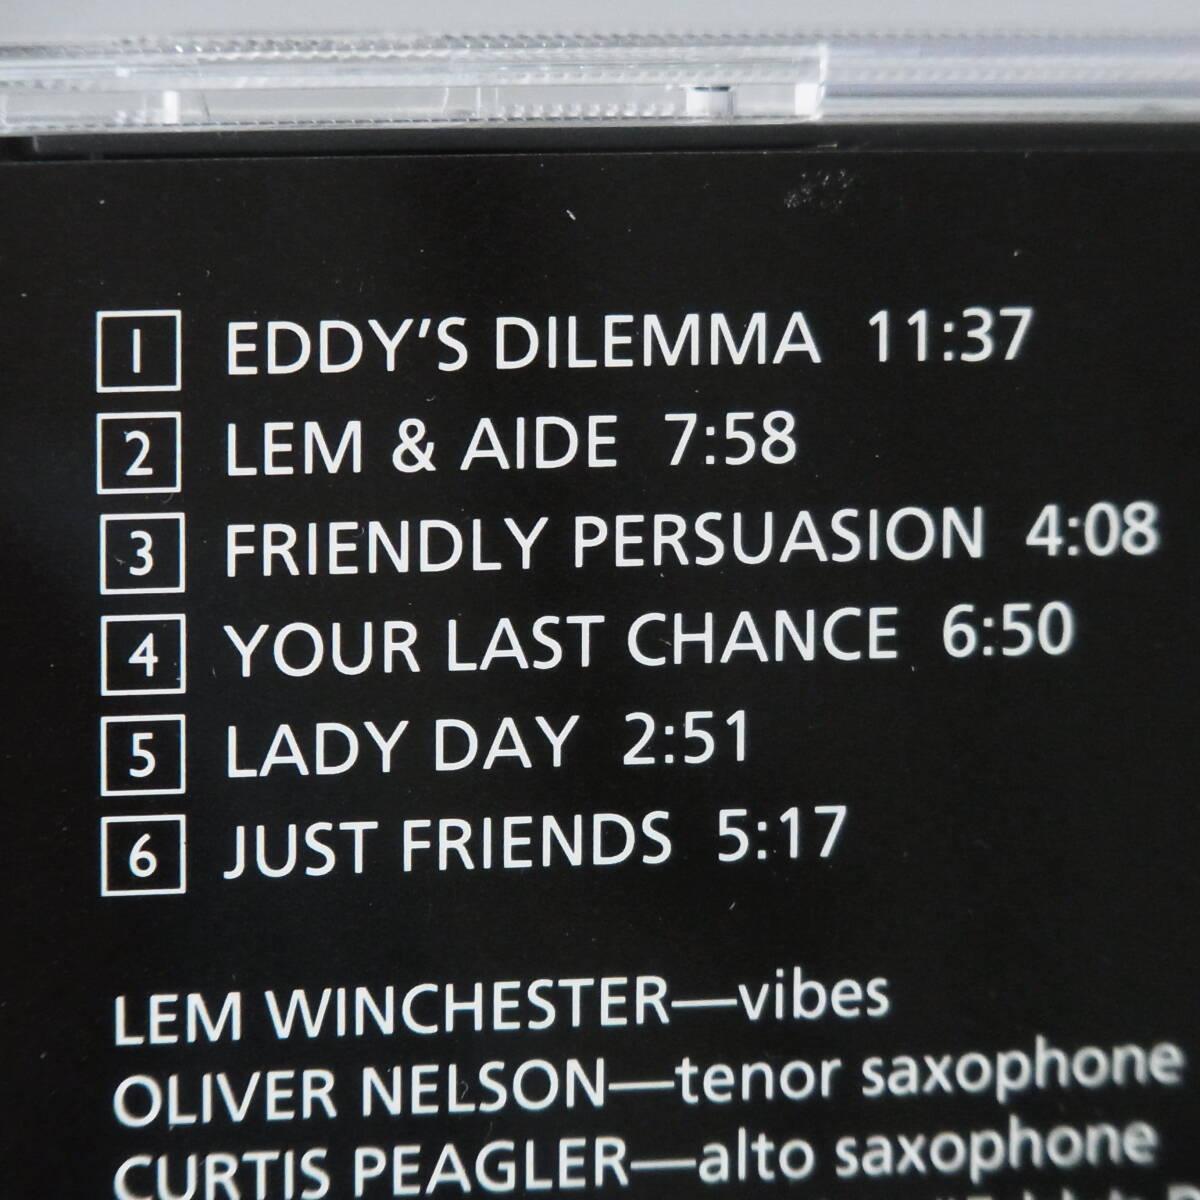 1 EDDY'S DILEMMA 11:37
2 LEM & AIDE 7:58
3 FRIENDLY PERSUASION 4:08
4 YOUR LAST CHANCE 6:50
5 LADY DAY 2:51
6 JUST FRIENDS 5:17
LEM WINCHESTER—vibes
OLIVER NELSON—tenor saxophone
CURTIS PEAGLER—alto saxophone